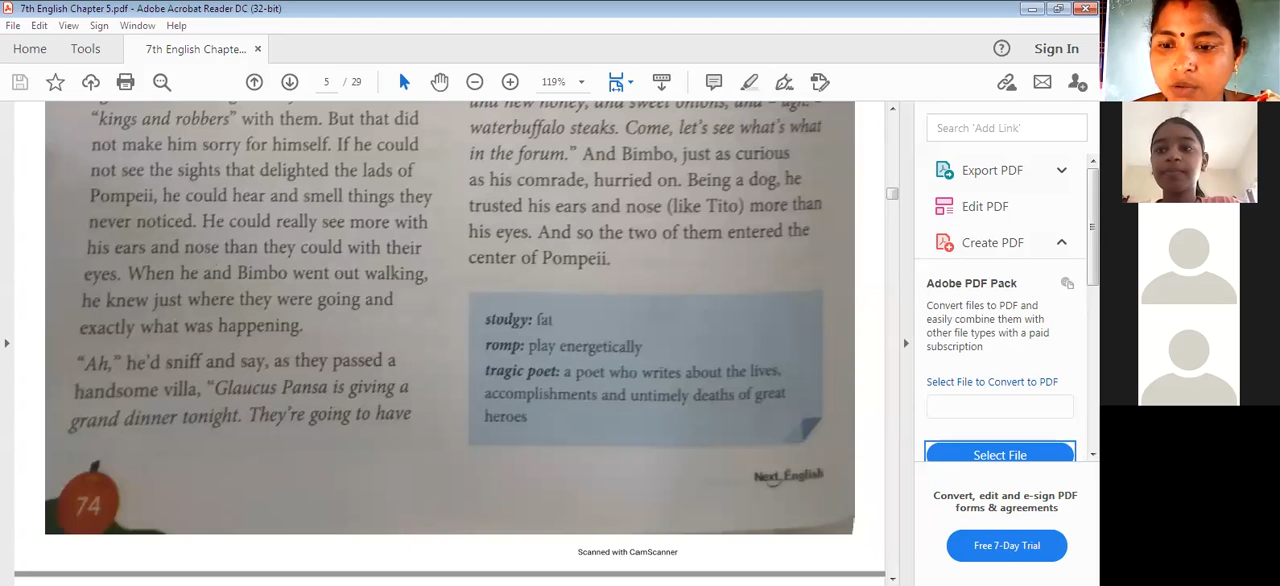 7th English Chapter 5.pdf - Adobe Acrobat Reader DC (32-bit)
File Edit View Sign Window Help
Home Tools 7th English Chapte... ×
Sign In
5 / 29
119%
"kings and robbers" with them. But that did
not make him sorry for himself. If he could
not see the sights that delighted the lads of
Pompeii, he could hear and smell things they
never noticed. He could really see more with
his ears and nose than they could with their
eyes. When he and Bimbo went out walking,
he knew just where they were going and
exactly what was happening.
"Ah," he'd sniff and say, as they passed a
handsome villa, "Glaucus Pansa is giving a
grand dinner tonight. They're going to have
74
and new honey, and sweet onions, and – ugh! –
waterbuffalo steaks. Come, let's see what's what
in the forum." And Bimbo, just as curious
as his comrade, hurried on. Being a dog, he
trusted his ears and nose (like Tito) more than
his eyes. And so the two of them entered the
center of Pompeii.
stodgy: fat
romp: play energetically
tragic poet: a poet who writes about the lives,
accomplishments and untimely deaths of great
heroes
Next English
Scanned with CamScanner
Search 'Add Link'
Export PDF
Edit PDF
Create PDF
Adobe PDF Pack
Convert files to PDF and
easily combine them with
other file types with a paid
subscription
Select File to Convert to PDF
Select File
Convert, edit and e-sign PDF
forms & agreements
Free 7-Day Trial